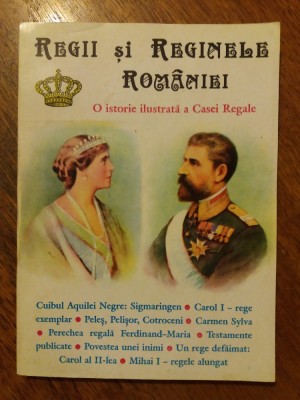 REGII și REGINELE
ROMÂNIEI
O istorie ilustrată a Casei Regale
Cuibul Aquilei Negre: Sigmaringen • Carol I – rege
exemplar • Peleș, Pelișor, Cotroceni • Carmen Sylva
• Perechea regală Ferdinand-Maria • Testamente
publicate • Povestea unei inimi • Un rege defăimat:
Carol al II-lea • Mihai I – regele alungat